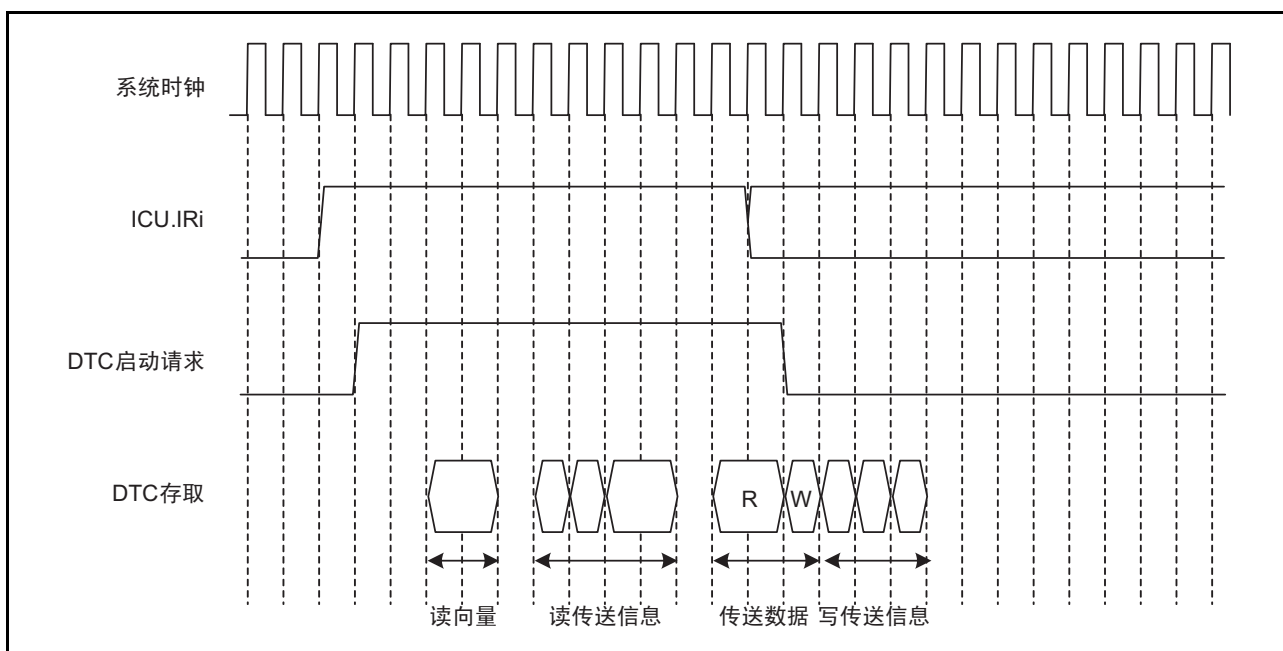 系统时钟
ICU.IRi
DTC启动请求
DTC存取
R W
读向量 读传送信息 传送数据 写传送信息